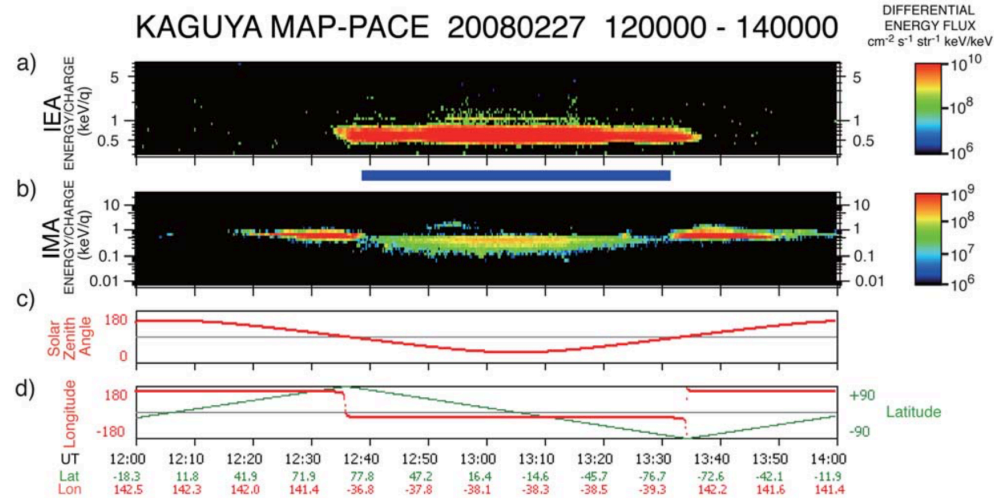 KAGUYA MAP-PACE 20080227 120000 - 140000
DIFFERENTIAL
ENERGY FLUX
cm-2 s-1 str-1 keV/keV
a)
IEA
ENERGY/CHARGE
(keV/q)
5
1
0.5
5
1
0.5
10^10
10^8
10^6
b)
IMA
ENERGY/CHARGE
(keV/q)
10
1
0.1
0.01
10
1
0.1
0.01
10^9
10^8
10^7
10^6
c)
Solar
Zenith
Angle
180
0
d)
Longitude
180
-180
+90
-90
Latitude
UT 12:00 12:10 12:20 12:30 12:40 12:50 13:00 13:10 13:20 13:30 13:40 13:50 14:00
Lat -18.3 11.8 41.9 71.9 77.8 47.2 16.4 -14.6 -45.7 -76.7 -72.6 -42.1 -11.9
Lon 142.5 142.3 142.0 141.4 -36.8 -37.8 -38.1 -38.3 -38.5 -39.3 142.2 141.6 141.4